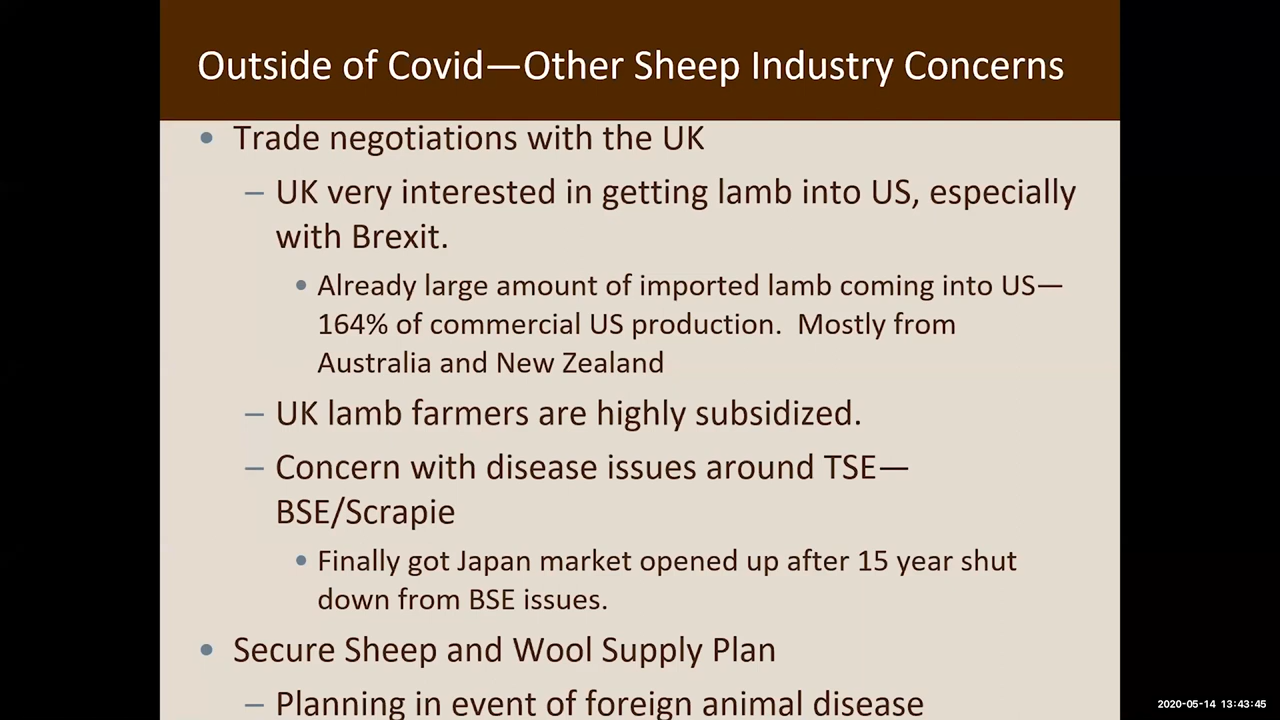 Outside of Covid—Other Sheep Industry Concerns
• Trade negotiations with the UK
– UK very interested in getting lamb into US, especially
with Brexit.
• Already large amount of imported lamb coming into US—
164% of commercial US production.  Mostly from
Australia and New Zealand
– UK lamb farmers are highly subsidized.
– Concern with disease issues around TSE—
BSE/Scrapie
• Finally got Japan market opened up after 15 year shut
down from BSE issues.
• Secure Sheep and Wool Supply Plan
– Planning in event of foreign animal disease
2020-05-14 13:43:45